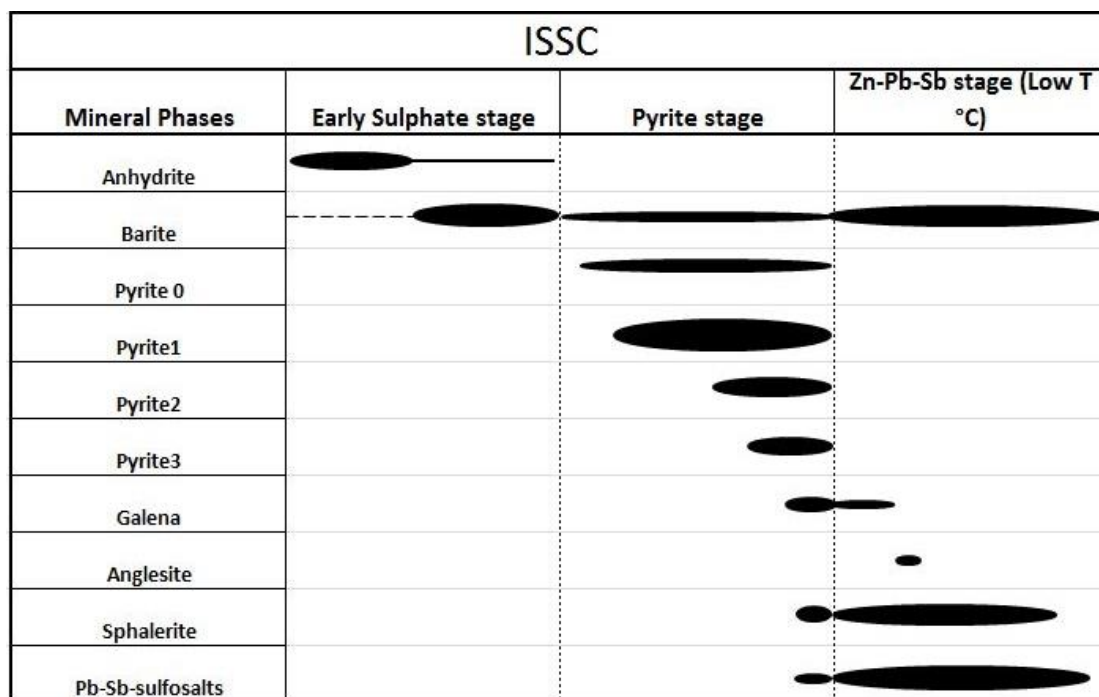 ISSC
Mineral Phases Early Sulphate stage Pyrite stage Zn-Pb-Sb stage (Low T
°C)
Anhydrite
Barite
Pyrite 0
Pyrite1
Pyrite2
Pyrite3
Galena
Anglesite
Sphalerite
Pb-Sb-sulfosalts